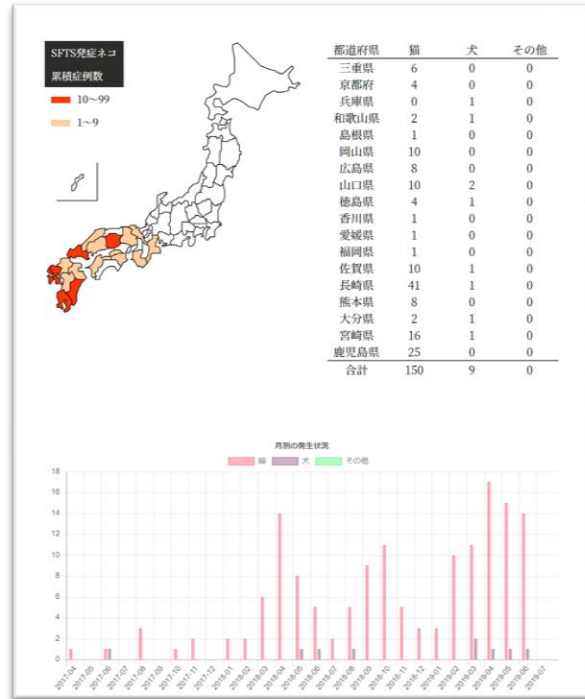 SFTS発症ネコ
累積症例数
10～99
1～9
都道府県 猫 犬 その他
三重県 6 0 0
京都府 4 0 0
兵庫県 0 1 0
和歌山県 2 1 0
島根県 1 0 0
岡山県 10 0 0
広島県 8 0 0
山口県 10 2 0
徳島県 4 1 0
香川県 1 0 0
愛媛県 1 0 0
福岡県 1 0 0
佐賀県 10 1 0
長崎県 41 1 0
熊本県 8 0 0
大分県 2 1 0
宮崎県 16 1 0
鹿児島県 25 0 0
合計 150 9 0
月別の発生状況
猫 犬 その他
18
16
14
12
10
8
6
4
2
0
2017-04 2017-05 2017-06 2017-07 2017-08 2017-09 2017-10 2017-11 2017-12 2018-01 2018-02 2018-03 2018-04 2018-05 2018-06 2018-07 2018-08 2018-09 2018-10 2018-11 2018-12 2019-01 2019-02 2019-03 2019-04 2019-05 2019-06 2019-07